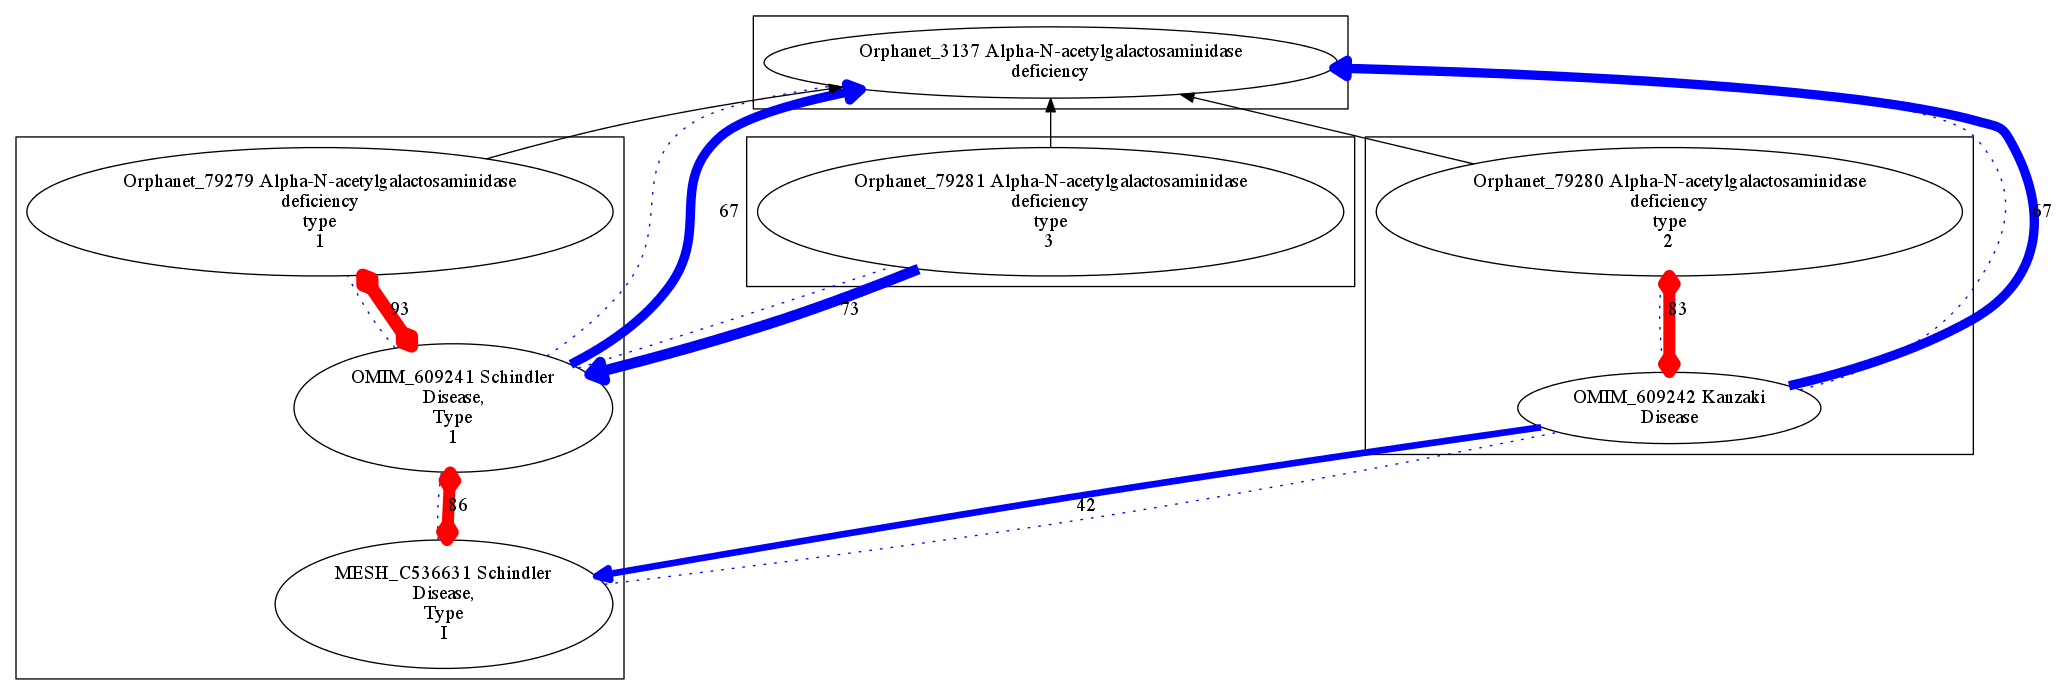 Orphanet_3137 Alpha-N-acetylgalactosaminidase
deficiency
Orphanet_79279 Alpha-N-acetylgalactosaminidase
deficiency
type
1
67
Orphanet_79281 Alpha-N-acetylgalactosaminidase
deficiency
type
3
Orphanet_79280 Alpha-N-acetylgalactosaminidase
deficiency
type
2
67
93
73
83
OMIM_609241 Schindler
Disease,
Type
1
OMIM_609242 Kanzaki
Disease
86
42
MESH_C536631 Schindler
Disease,
Type
I